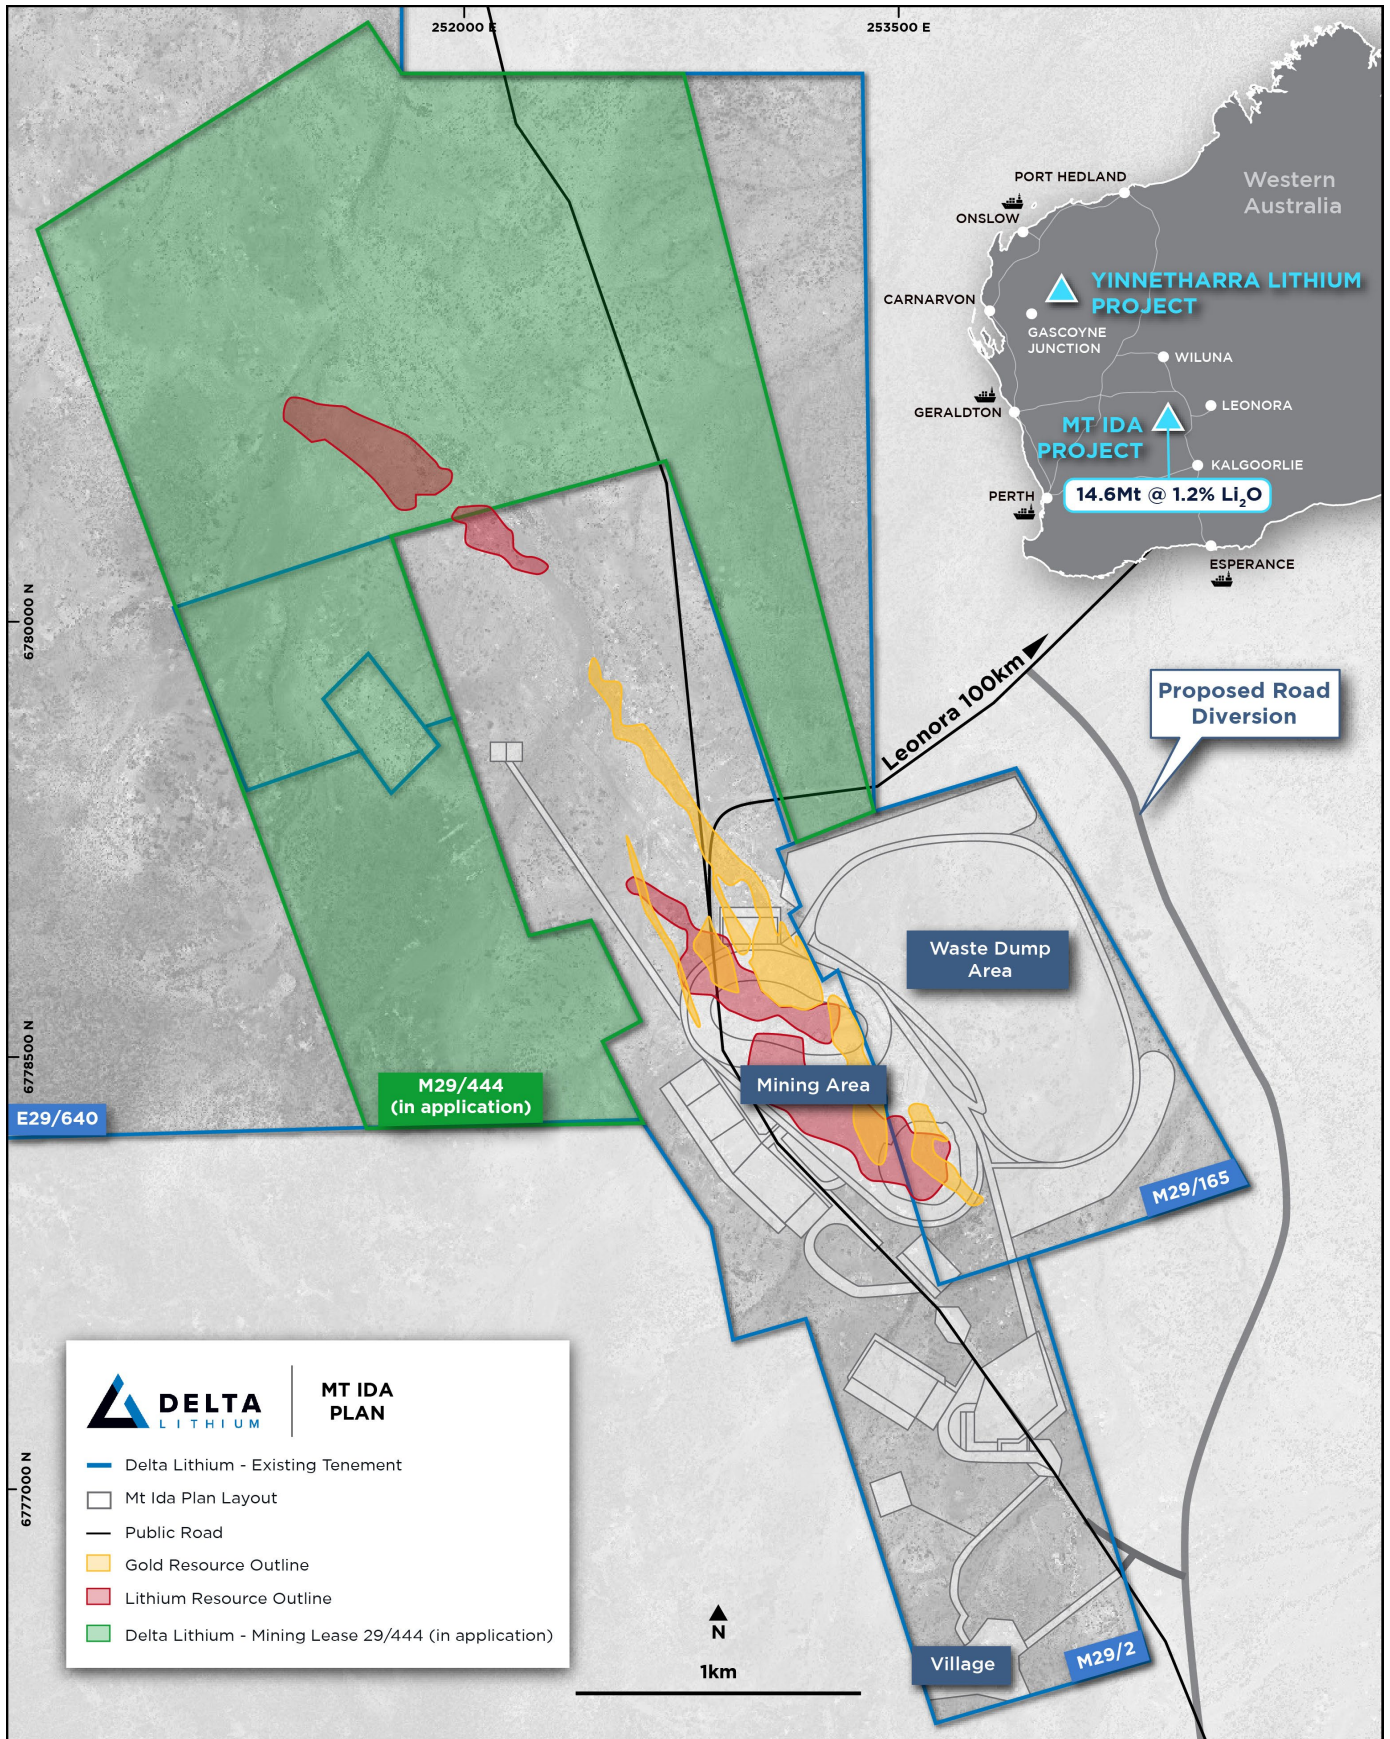 252000 E
253500 E
6780000 N
6778500 N
6777000 N
Western
Australia
PORT HEDLAND
ONSLOW
YINNETHARRA LITHIUM
PROJECT
CARNARVON
GASCOYNE
JUNCTION
WILUNA
LEONORA
GERALDTON
MT IDA
PROJECT
KALGOORLIE
PERTH
14.6Mt @ 1.2% Li₂O
ESPERANCE
Leonora 100km
Proposed Road
Diversion
Waste Dump
Area
Mining Area
M29/444
(in application)
E29/640
M29/165
M29/2
Village
DELTA
LITHIUM
MT IDA
PLAN
Delta Lithium - Existing Tenement
Mt Ida Plan Layout
Public Road
Gold Resource Outline
Lithium Resource Outline
Delta Lithium - Mining Lease 29/444 (in application)
N
1km